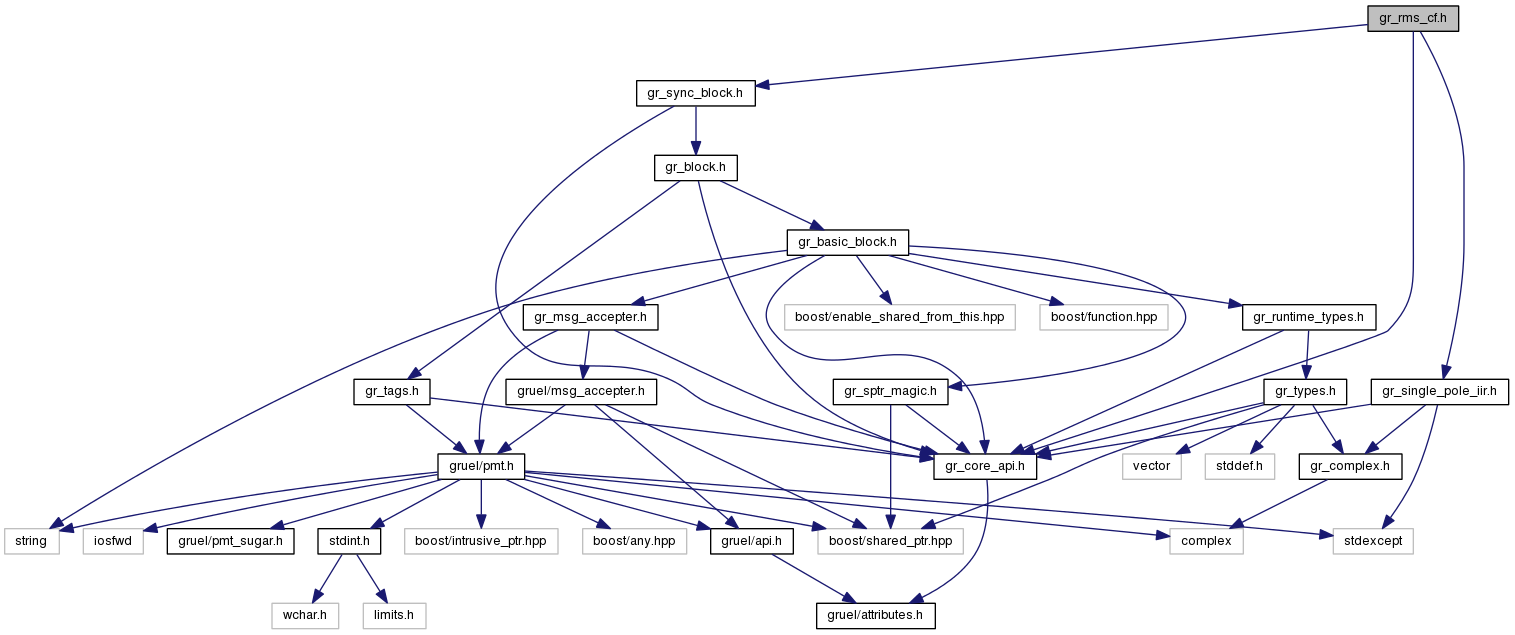 gr_rms_cf.h
gr_sync_block.h
gr_block.h
gr_basic_block.h
gr_msg_accepter.h
boost/enable_shared_from_this.hpp
boost/function.hpp
gr_runtime_types.h
gr_tags.h
gruel/msg_accepter.h
gr_sptr_magic.h
gr_types.h
gr_single_pole_iir.h
gruel/pmt.h
gr_core_api.h
vector
stddef.h
gr_complex.h
string
iosfwd
gruel/pmt_sugar.h
stdint.h
boost/intrusive_ptr.hpp
boost/any.hpp
gruel/api.h
boost/shared_ptr.hpp
complex
stdexcept
wchar.h
limits.h
gruel/attributes.h